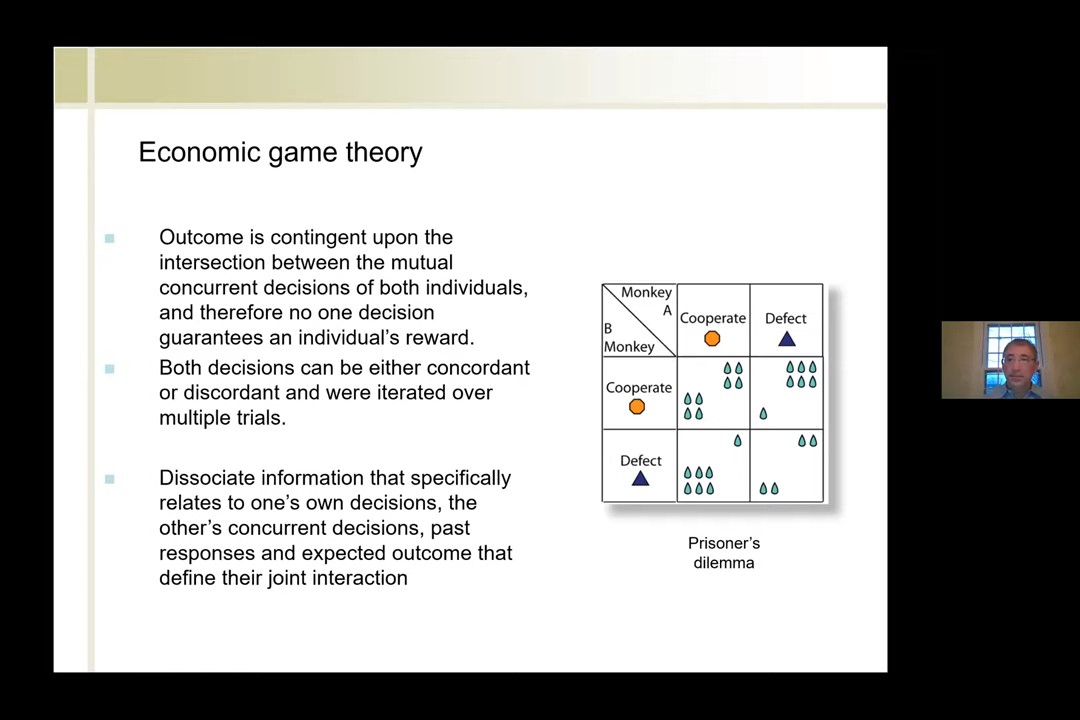 Economic game theory
Outcome is contingent upon the
intersection between the mutual
concurrent decisions of both individuals,
and therefore no one decision
guarantees an individual's reward.
Both decisions can be either concordant
or discordant and were iterated over
multiple trials.
Dissociate information that specifically
relates to one's own decisions, the
other's concurrent decisions, past
responses and expected outcome that
define their joint interaction
Monkey
A
B
Monkey
Cooperate
Defect
Cooperate
Defect
Prisoner's
dilemma